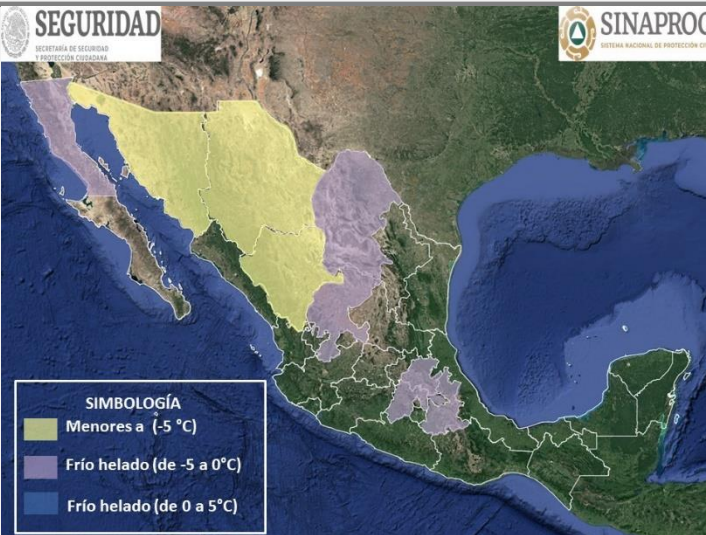 SEGURIDAD
SECRETARÍA DE SEGURIDAD
Y PROTECCIÓN CIUDADANA
SINAPROC
SISTEMA NACIONAL DE PROTECCIÓN CI
SIMBOLOGÍA
Menores a (-5 °C)
Frío helado (de -5 a 0°C)
Frío helado (de 0 a 5°C)